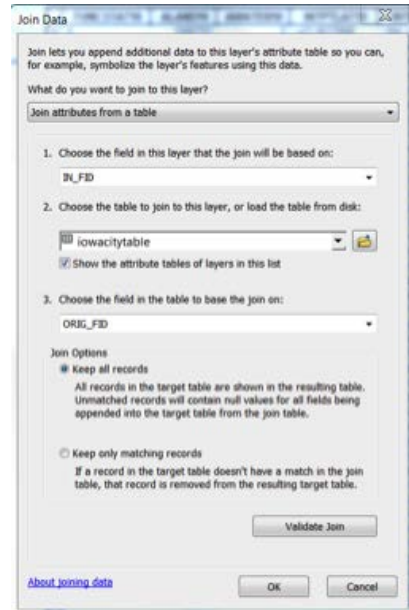 Join Data
Join lets you append additional data to this layer's attribute table so you can,
for example, symbolize the layer's features using this data.
What do you want to join to this layer?
Join attributes from a table
1. Choose the field in this layer that the join will be based on:
IN_FID
2. Choose the table to join to this layer, or load the table from disk:
iowacitytable
Show the attribute tables of layers in this list
3. Choose the field in the table to base the join on:
ORIG_FID
Join Options
Keep all records
All records in the target table are shown in the resulting table.
Unmatched records will contain null values for all fields being
appended into the target table from the join table.
Keep only matching records
If a record in the target table doesn't have a match in the join
table, that record is removed from the resulting target table.
Validate Join
About joining data
OK
Cancel